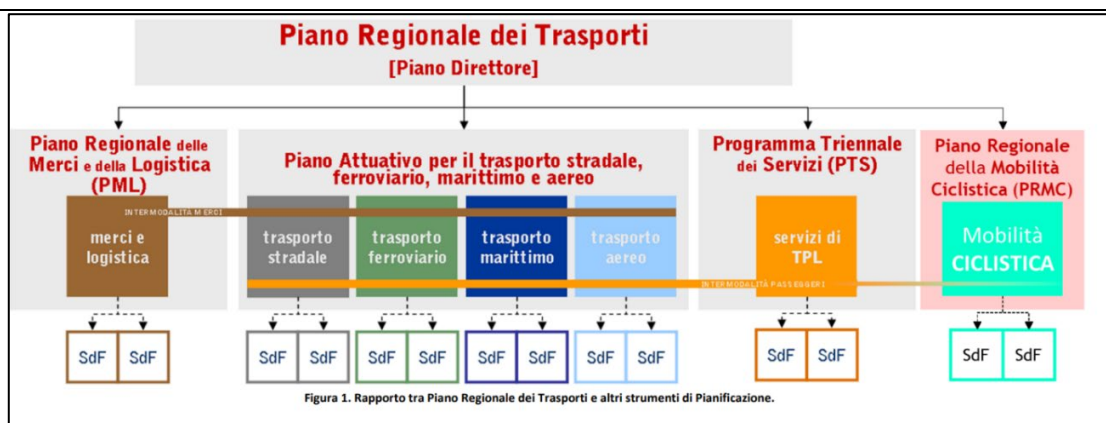 Piano Regionale dei Trasporti
[Piano Direttore]
Piano Regionale delle
Merci e della Logistica
(PML)
Piano Attuativo per il trasporto stradale,
ferroviario, marittimo e aereo
Programma Triennale
dei Servizi (PTS)
Piano Regionale
della Mobilità
Ciclistica (PRMC)
INTERMODALITÀ MERCI
merci e
logistica
trasporto
stradale
trasporto
ferroviario
trasporto
marittimo
trasporto
aereo
servizi di
TPL
Mobilità
CICLISTICA
INTERMODALITÀ PASSEGGERI
SdF SdF SdF SdF SdF SdF SdF SdF SdF SdF SdF SdF SdF SdF
Figura 1. Rapporto tra Piano Regionale dei Trasporti e altri strumenti di Pianificazione.